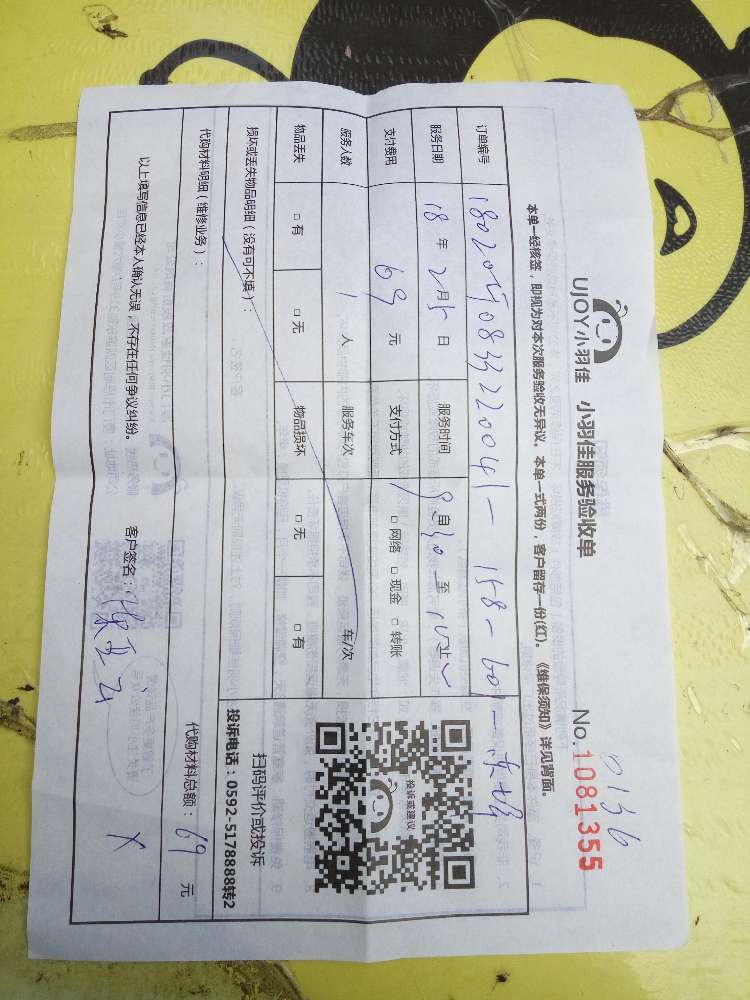 UJOY小羽佳 小羽佳服务验收单
0136
No.1081355
本单一经核签，即视为对本次服务验收无异议。本单一式两份，客户留存一份(红)。《维保须知》详见背面。
订单编号
服务日期 18 年 2 月 5 日 服务时间 自 9:30 至
支付费用 69 元 支付方式 □ 网络 □ 现金 □ 转账
服务人数 1 人 服务车次 车/次
物品丢失 □ 有 □ 无 物品损坏 □ 无 □ 有
投诉或建议
扫码评价或投诉
投诉电话：0592-5178888转2
损坏或丢失物品明细（没有可不填）：
代购材料明细（维修业务）：
代购材料总额：69 元
以上填写信息已经本人确认无误，不存在任何争议纠纷。 客户签名：